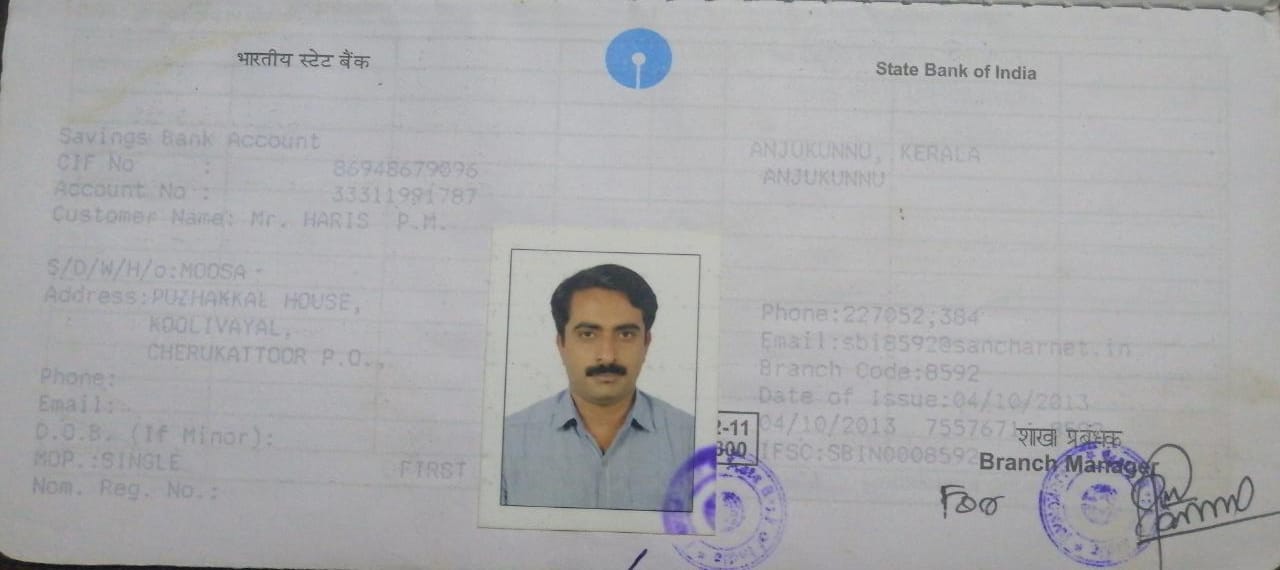 भारतीय स्टेट बैंक
State Bank of India
Savings Bank Account
CIF No : 86948679096
Account No : 33311991787
Customer Name: Mr. HARIS P.M.
S/D/W/H/o:MOOSA -
Address:PUZHAKKAL HOUSE,
KOOLIVAYAL,
CHERUKATTOOR P.O.,
Phone:
Email:
D.O.B. (If Minor):
MOP.:SINGLE FIRST
Nom. Reg. No.:
ANJUKUNNU, KERALA
ANJUKUNNU
Phone:227052,384
Email:sbi8592@sancharnet.in
Branch Code:8592
Date of Issue:04/10/2013
04/10/2013
IFSC:SBIN0008592
2-11
300
शाखा प्रबंधक
Branch Manager
For